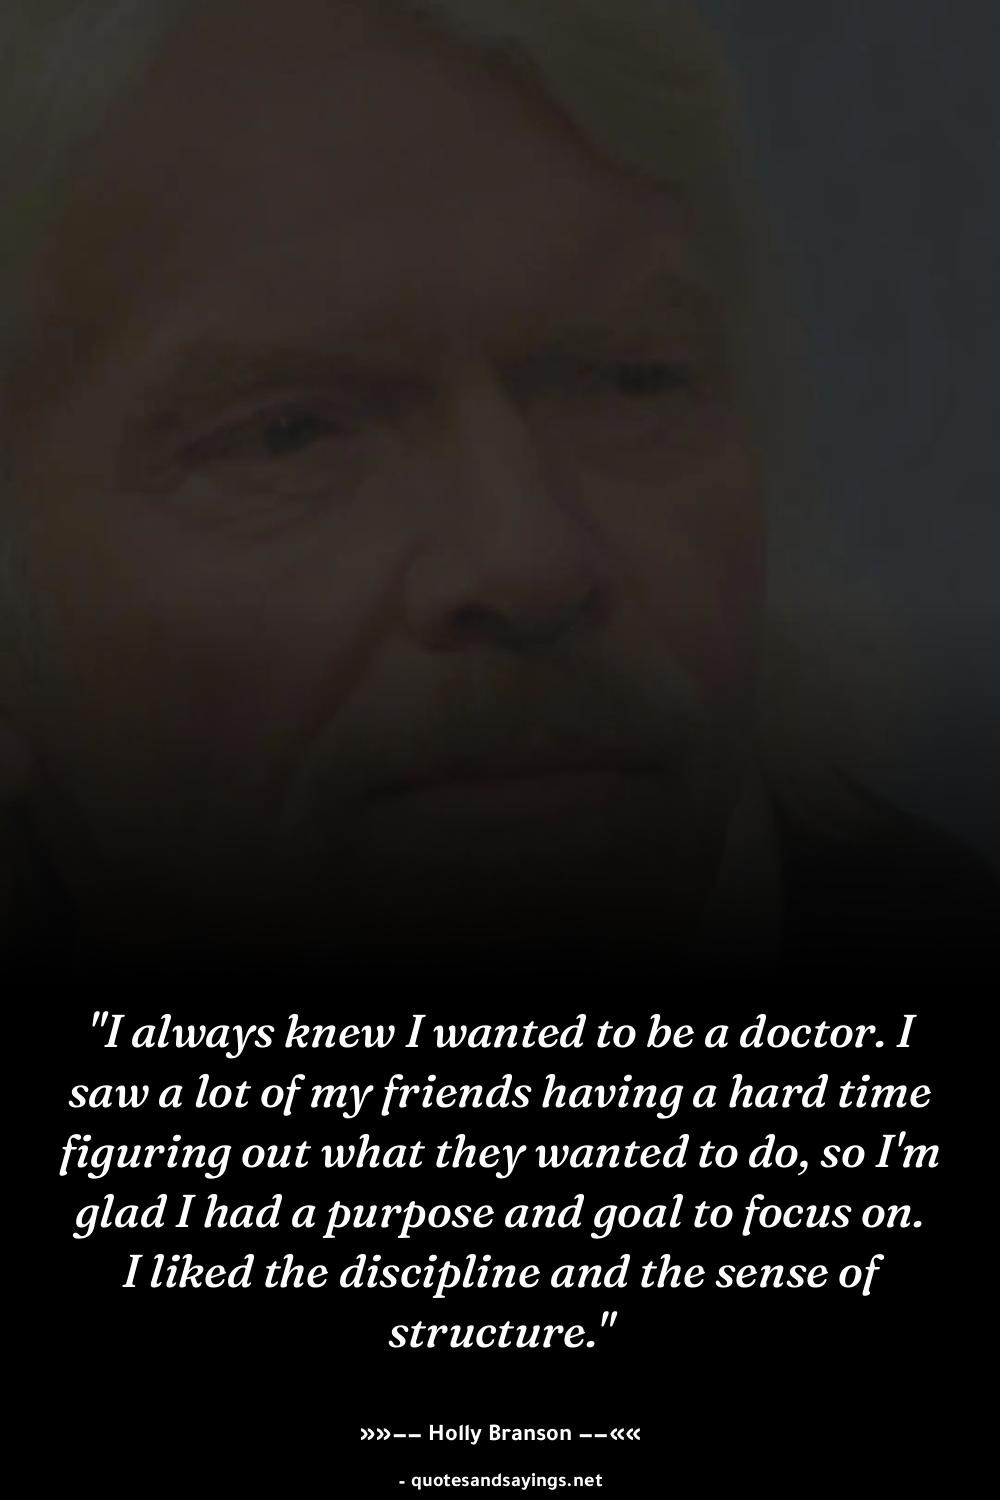 "I always knew I wanted to be a doctor. I
saw a lot of my friends having a hard time
figuring out what they wanted to do, so I'm
glad I had a purpose and goal to focus on.
I liked the discipline and the sense of
structure."
»»—— Holly Branson ——««
- quotesandsayings.net